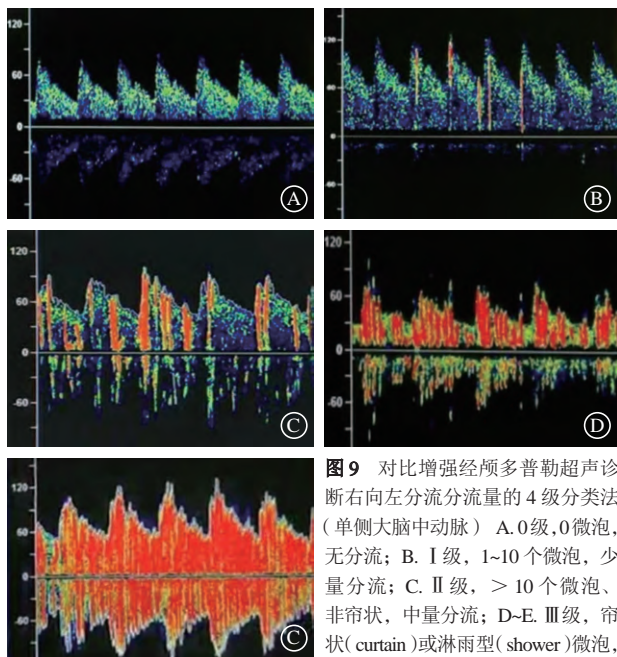 120
60
0
-60
A
120
60
0
-60
B
120
60
0
-60
C
120
60
0
-60
D
120
60
0
-60
C
图9 对比增强经颅多普勒超声诊
断右向左分流分流量的4级分类法
(单侧大脑中动脉) A.0级,0微泡,
无分流; B. Ⅰ级, 1~10 个微泡, 少
量分流; C. Ⅱ级, > 10 个微泡、
非帘状, 中量分流; D~E. Ⅲ级, 帘
状(curtain)或淋雨型(shower)微泡,